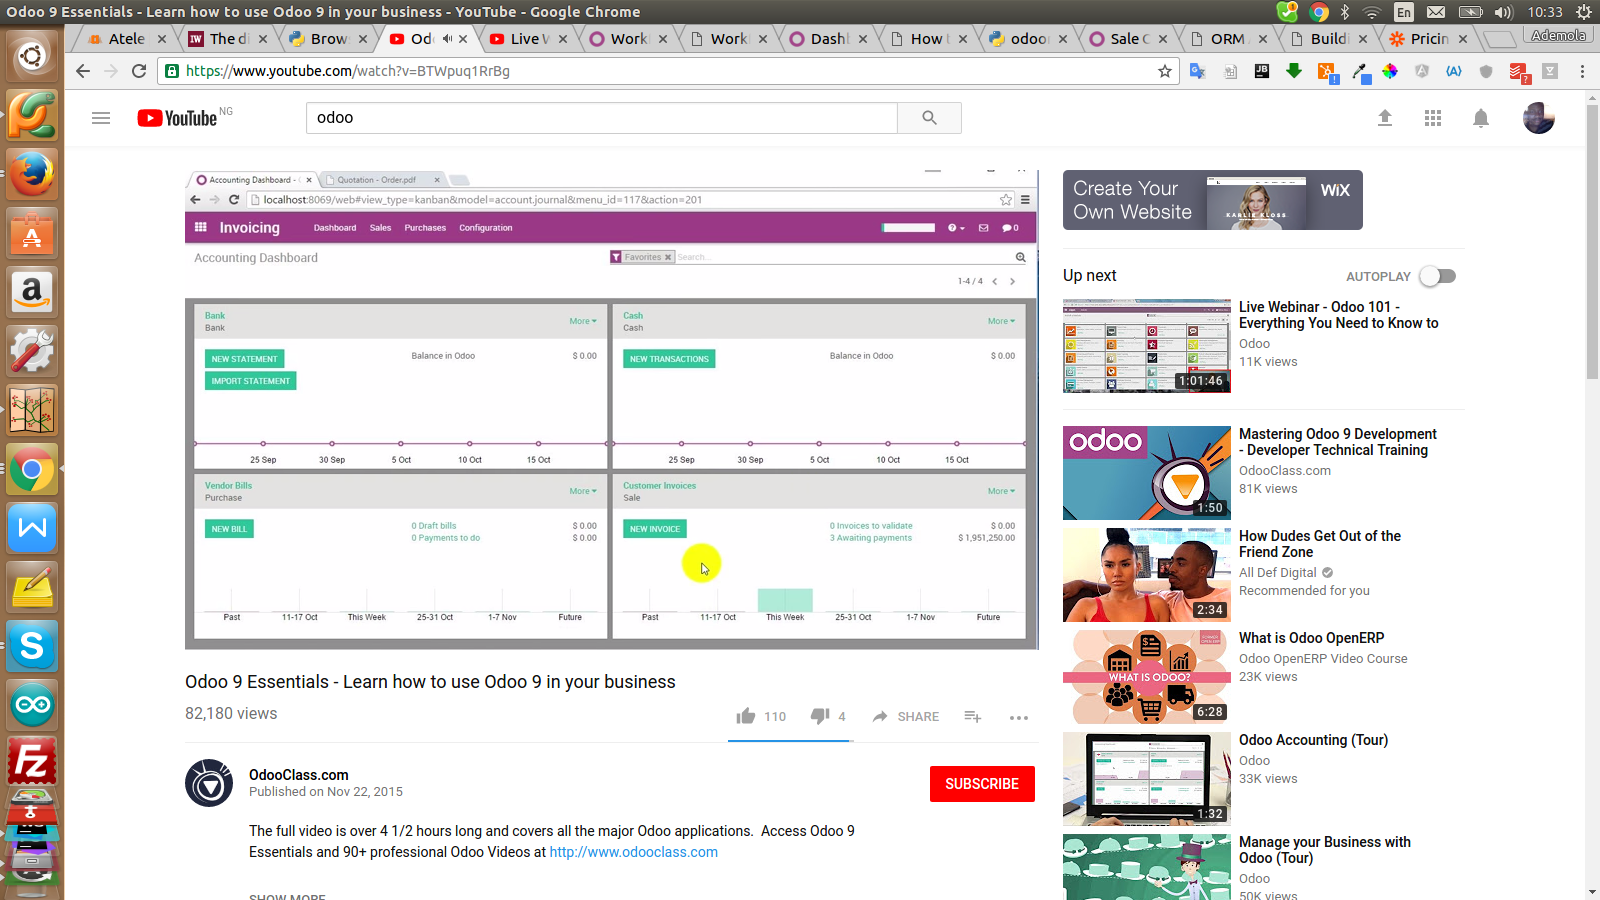 Odoo 9 Essentials - Learn how to use Odoo 9 in your business - YouTube - Google Chrome
En
10:33
Atele
The di
Brow
Od
Live W
Work
Work
Dash
How t
odoo
Sale C
ORM
Build
Pricin
Ademola
https://www.youtube.com/watch?v=BTWpuq1RrBg
YouTube NG
odoo
Accounting Dashboard -
Quotation - Order.pdf
localhost:8069/web#view_type=kanban&model=account.journal&menu_id=117&action=201
Invoicing
Dashboard
Sales
Purchases
Configuration
0
Accounting Dashboard
Favorites
Search...
1-4 / 4
Bank
Bank
More
NEW STATEMENT
IMPORT STATEMENT
Balance in Odoo
$ 0.00
25 Sep
30 Sep
5 Oct
10 Oct
15 Oct
Cash
Cash
More
NEW TRANSACTIONS
Balance in Odoo
$ 0.00
25 Sep
30 Sep
5 Oct
10 Oct
15 Oct
Vendor Bills
Purchase
More
NEW BILL
0 Draft bills
$ 0.00
0 Payments to do
$ 0.00
Past
11-17 Oct
This Week
25-31 Oct
1-7 Nov
Future
Customer Invoices
Sale
More
NEW INVOICE
0 Invoices to validate
$ 0.00
3 Awaiting payments
$ 1,951,250.00
Past
11-17 Oct
This Week
25-31 Oct
1-7 Nov
Future
Odoo 9 Essentials - Learn how to use Odoo 9 in your business
82,180 views
110
4
SHARE
OdooClass.com
Published on Nov 22, 2015
SUBSCRIBE
The full video is over 4 1/2 hours long and covers all the major Odoo applications. Access Odoo 9
Essentials and 90+ professional Odoo Videos at http://www.odooclass.com
SHOW MORE
Create Your
Own Website
KARLIE KLOSS
WIX
Up next
AUTOPLAY
1:01:46
Live Webinar - Odoo 101 -
Everything You Need to Know to
Odoo
11K views
odoo
1:50
Mastering Odoo 9 Development
- Developer Technical Training
OdooClass.com
81K views
2:34
How Dudes Get Out of the
Friend Zone
All Def Digital
Recommended for you
WHAT IS ODOO?
6:28
What is Odoo OpenERP
Odoo OpenERP Video Course
23K views
1:32
Odoo Accounting (Tour)
Odoo
33K views
Manage your Business with
Odoo (Tour)
Odoo
50K views